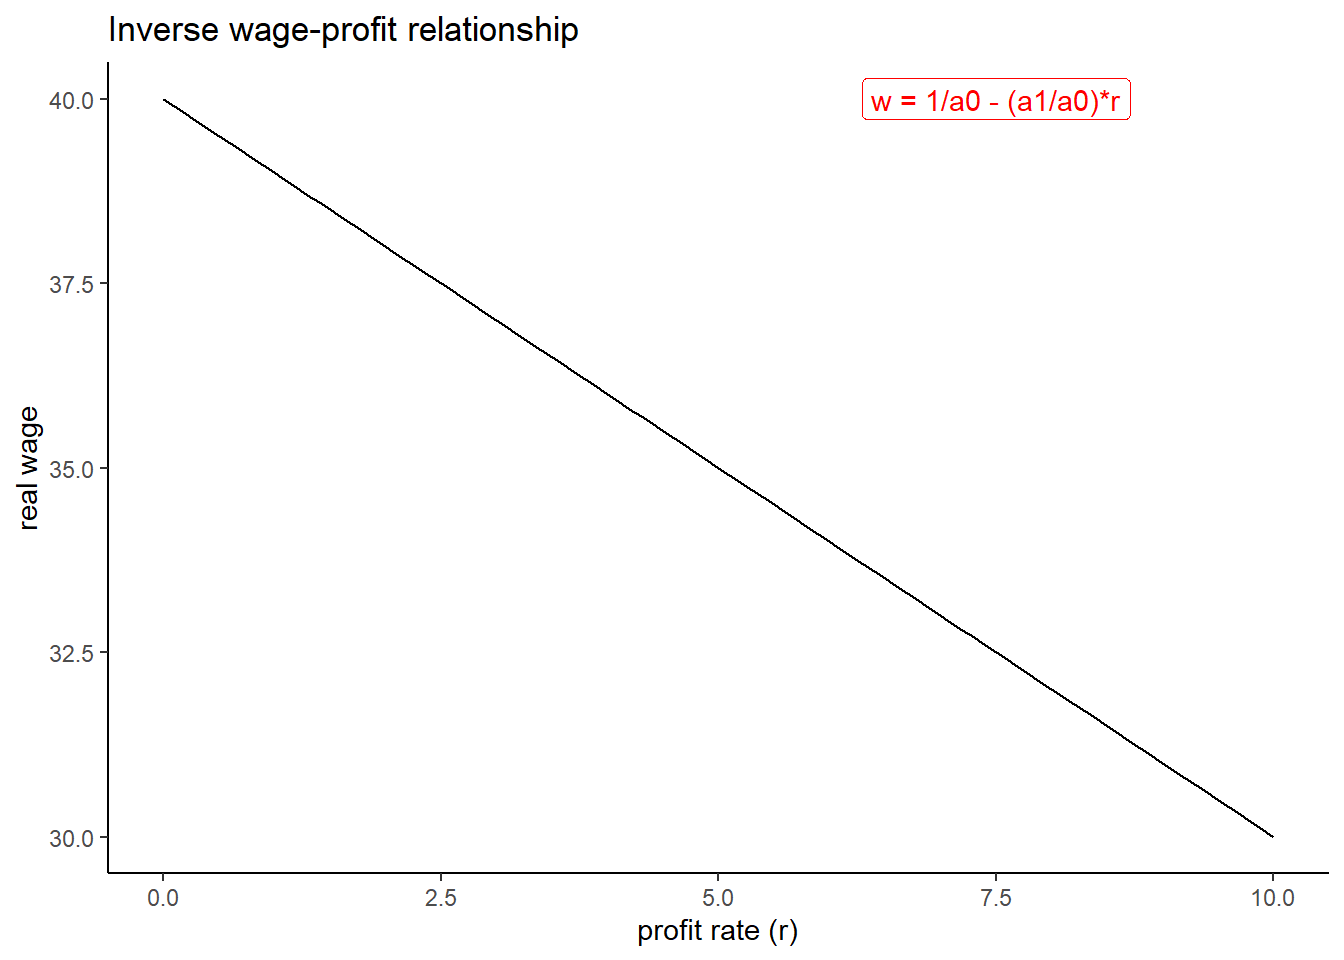 Inverse wage-profit relationship
w = 1/a0 - (a1/a0)*r
40.0
37.5
35.0
32.5
30.0
real wage
0.0 2.5 5.0 7.5 10.0
profit rate (r)